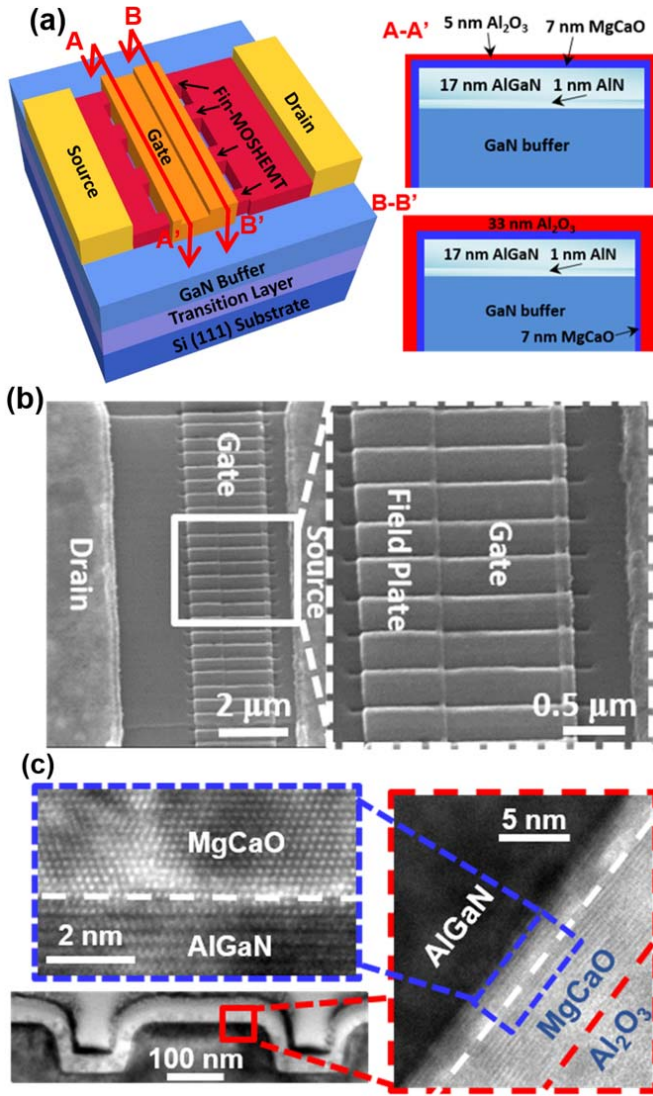 (a)
A
B
Source
Gate
Fin-MOSHEMT
Drain
A'
B'
GaN Buffer
Transition Layer
Si (111) Substrate
A-A'
5 nm Al₂O₃
7 nm MgCaO
17 nm AlGaN
1 nm AlN
GaN buffer
B-B'
33 nm Al₂O₃
17 nm AlGaN
1 nm AlN
GaN buffer
7 nm MgCaO
(b)
Drain
Gate
Source
2 μm
Field Plate
Gate
0.5 μm
(c)
MgCaO
2 nm
AlGaN
100 nm
5 nm
AlGaN
MgCaO
Al₂O₃